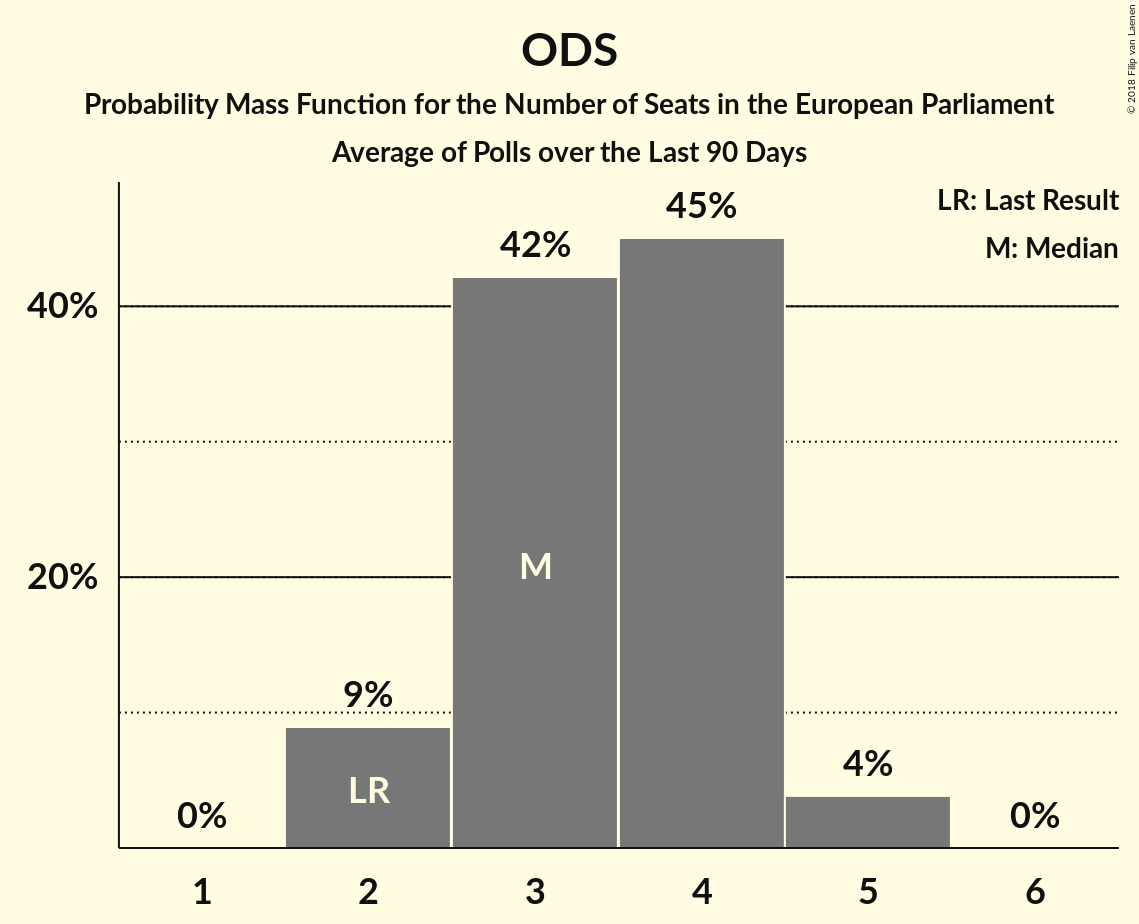 ODS
Probability Mass Function for the Number of Seats in the European Parliament
Average of Polls over the Last 90 Days
© 2018 Filip van Laenen
LR: Last Result
M: Median
45%
42%
40%
M
20%
9%
LR
4%
0%
0%
1 2 3 4 5 6